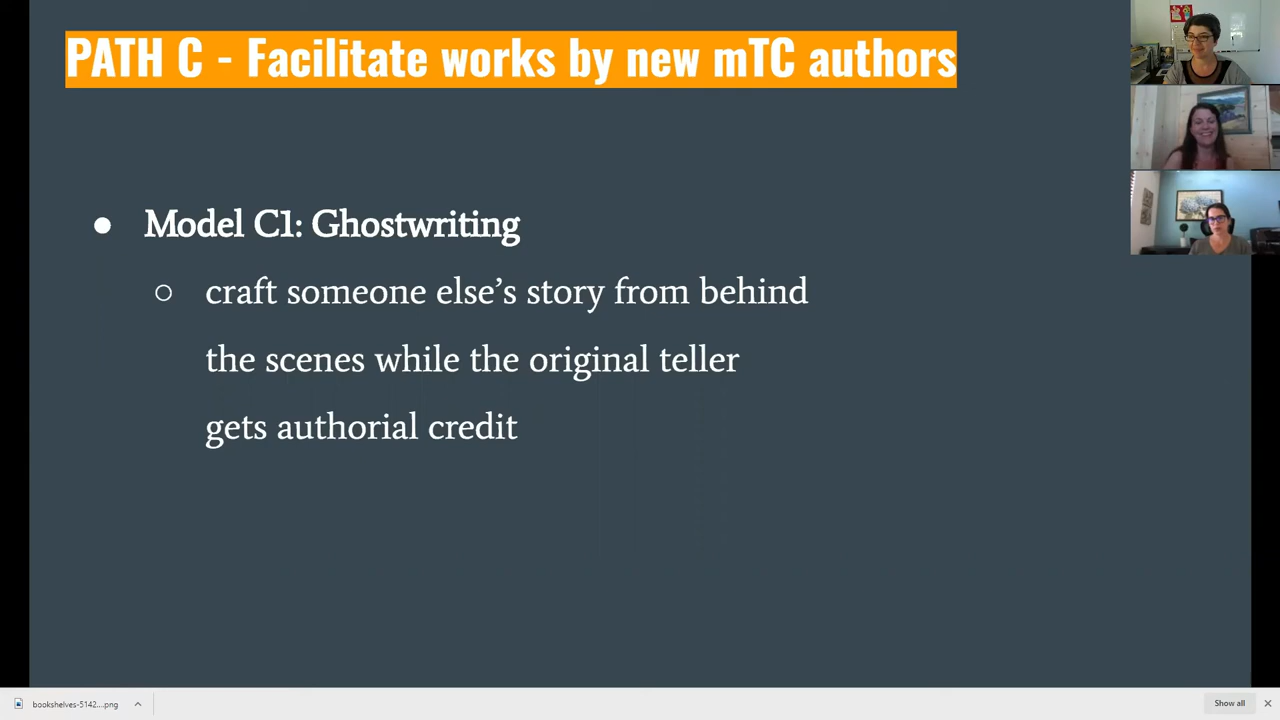 PATH C - Facilitate works by new mTC authors
● Model C1: Ghostwriting
○ craft someone else’s story from behind
the scenes while the original teller
gets authorial credit
bookshelves-5142....png
Show all